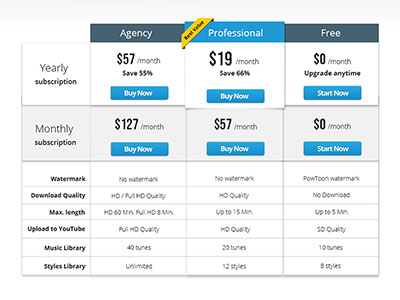 Agency Professional Free
Best Value
Yearly subscription
$57 /month
Save 55%
Buy Now
$19 /month
Save 66%
Buy Now
$0 /month
Upgrade anytime
Start Now
Monthly subscription
$127 /month
Buy Now
$57 /month
Buy Now
$0 /month
Start Now
Watermark No watermark No watermark PowToon watermark
Download Quality HD / Full HD Quality HD Quality No Download
Max. length HD 60 Min. Full HD 8 Min. Up to 15 Min. Up to 5 Min.
Upload to YouTube Full HD Quality HD Quality SD Quality
Music Library 40 tunes 20 tunes 10 tunes
Styles Library Unlimited 12 styles 8 styles